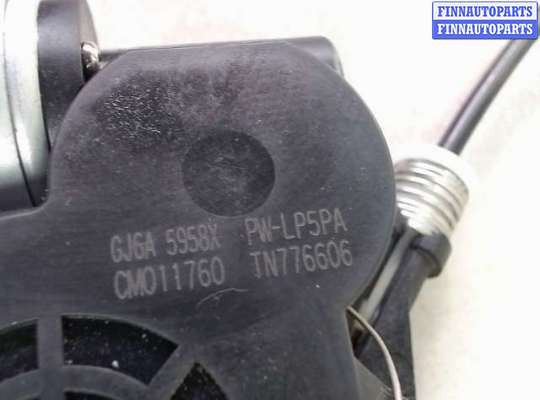 FINNAUTOPARTS
FINNAUTOPARTS
GJ6A 5958X PW-LP5PA
CM011760 TN776606